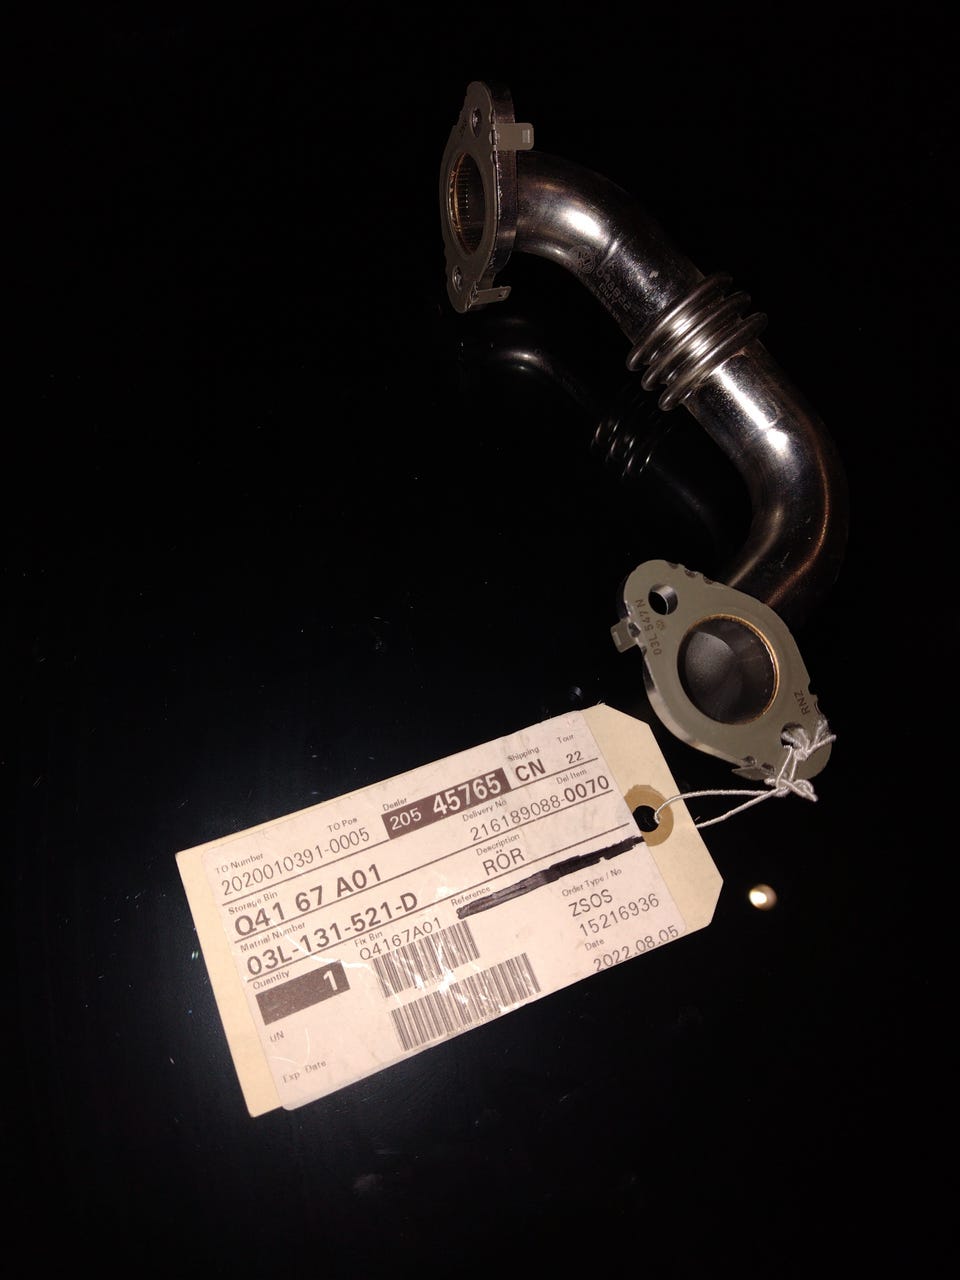 03L 547 N
RNZ
TO Number
TO Pos
Dealer
Shipping
Tour
2020010391-0005
205 45765
CN
22
Storage Bin
Delivery No
Del Item
Q41 67 A01
216189088-0070
Matrial Number
Description
03L-131-521-D
RÖR
Quantity
Fix Bin
Reference
Order Type / No
1
Q4167A01
ZSOS
15216936
UN
Date
2022.08.05
Exp Date